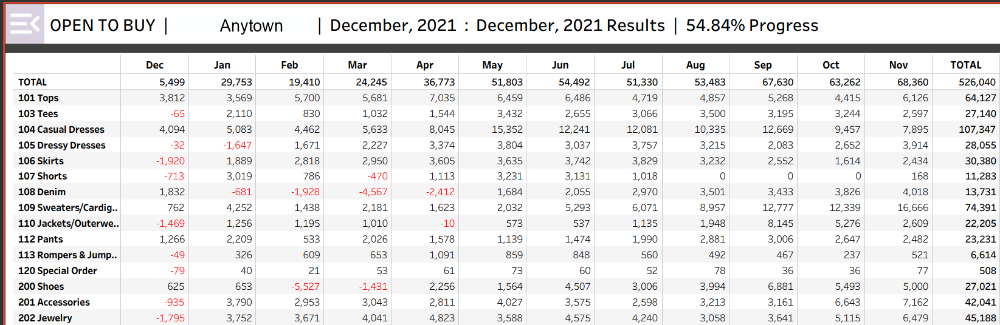 OPEN TO BUY | Anytown | December, 2021 : December, 2021 Results | 54.84% Progress
Dec Jan Feb Mar Apr May Jun Jul Aug Sep Oct Nov TOTAL
TOTAL 5,499 29,753 19,410 24,245 36,773 51,803 54,492 51,330 53,483 67,630 63,262 68,360 526,040
101 Tops 3,812 3,569 5,700 5,681 7,035 6,459 6,486 4,719 4,857 5,268 4,415 6,126 64,127
103 Tees -65 2,110 830 1,032 1,544 3,432 2,655 3,066 3,500 3,195 3,244 2,597 27,140
104 Casual Dresses 4,094 5,083 4,462 5,633 8,045 15,352 12,241 12,081 10,335 12,669 9,457 7,895 107,347
105 Dressy Dresses -32 -1,647 1,671 2,227 3,374 3,804 3,037 3,757 3,215 2,083 2,652 3,914 28,055
106 Skirts -1,920 1,889 2,818 2,950 3,605 3,635 3,742 3,829 3,232 2,552 1,614 2,434 30,380
107 Shorts -713 3,019 786 -470 1,113 3,231 3,131 1,018 0 0 0 168 11,283
108 Denim 1,832 -681 -1,928 -4,567 -2,412 1,684 2,055 2,970 3,501 3,433 3,826 4,018 13,731
109 Sweaters/Cardig.. 762 4,252 1,438 2,181 1,623 2,032 5,293 6,071 8,957 12,777 12,339 16,666 74,391
110 Jackets/Outerwe.. -1,469 1,256 1,195 1,010 -10 573 537 1,135 1,948 8,145 5,276 2,609 22,205
112 Pants 1,266 2,209 533 2,026 1,578 1,139 1,474 1,990 2,881 3,006 2,647 2,482 23,231
113 Rompers & Jump.. -49 326 609 653 1,091 859 848 560 492 467 237 521 6,614
120 Special Order -79 40 21 53 61 73 60 52 78 36 36 77 508
200 Shoes 625 653 -5,527 -1,431 2,256 1,564 4,507 3,006 3,994 6,881 5,493 5,000 27,021
201 Accessories -935 3,790 2,953 3,043 2,811 4,027 3,575 2,598 3,213 3,161 6,643 7,162 42,041
202 Jewelry -1,795 3,752 3,671 4,041 4,823 3,588 4,575 4,240 3,058 3,641 5,115 6,479 45,188